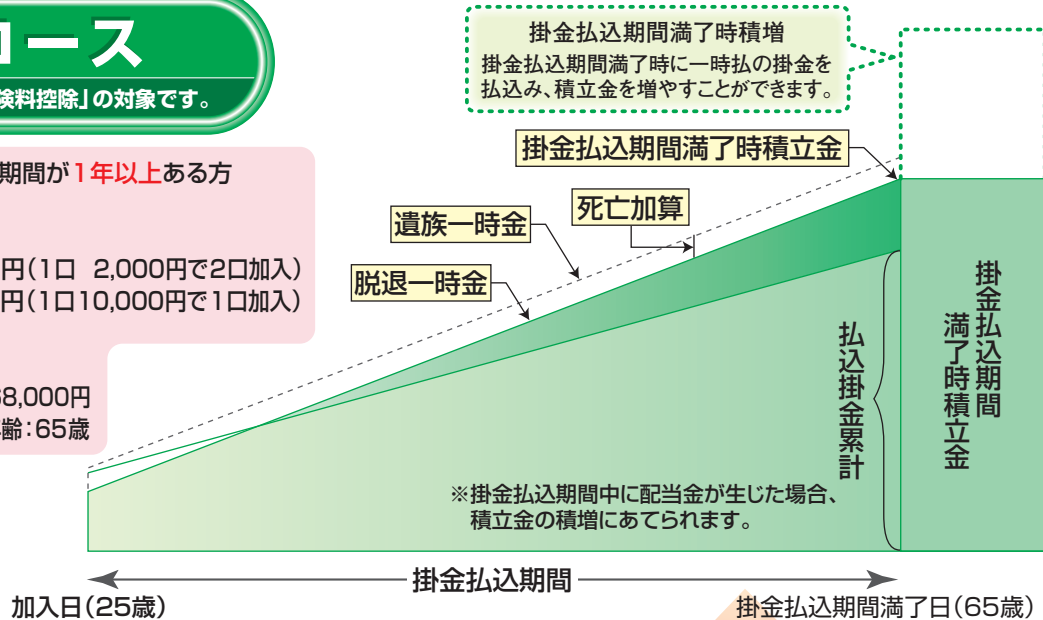 コース
険料控除」の対象です。
期間が1年以上ある方
円(1口 2,000円で2口加入)
円(1口10,000円で1口加入)
8,000円
齢:65歳
掛金払込期間満了時積増
掛金払込期間満了時に一時払の掛金を
払込み、積立金を増やすことができます。
掛金払込期間満了時積立金
死亡加算
遺族一時金
脱退一時金
払込掛金累計
掛金払込期間
満了時積立金
※掛金払込期間中に配当金が生じた場合、
積立金の積増にあてられます。
掛金払込期間
加入日(25歳)
掛金払込期間満了日(65歳)